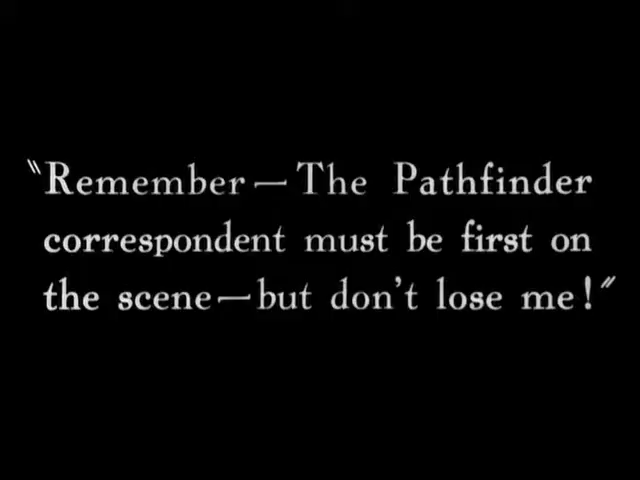 "Remember — The Pathfinder
correspondent must be first on
the scene — but don't lose me!"